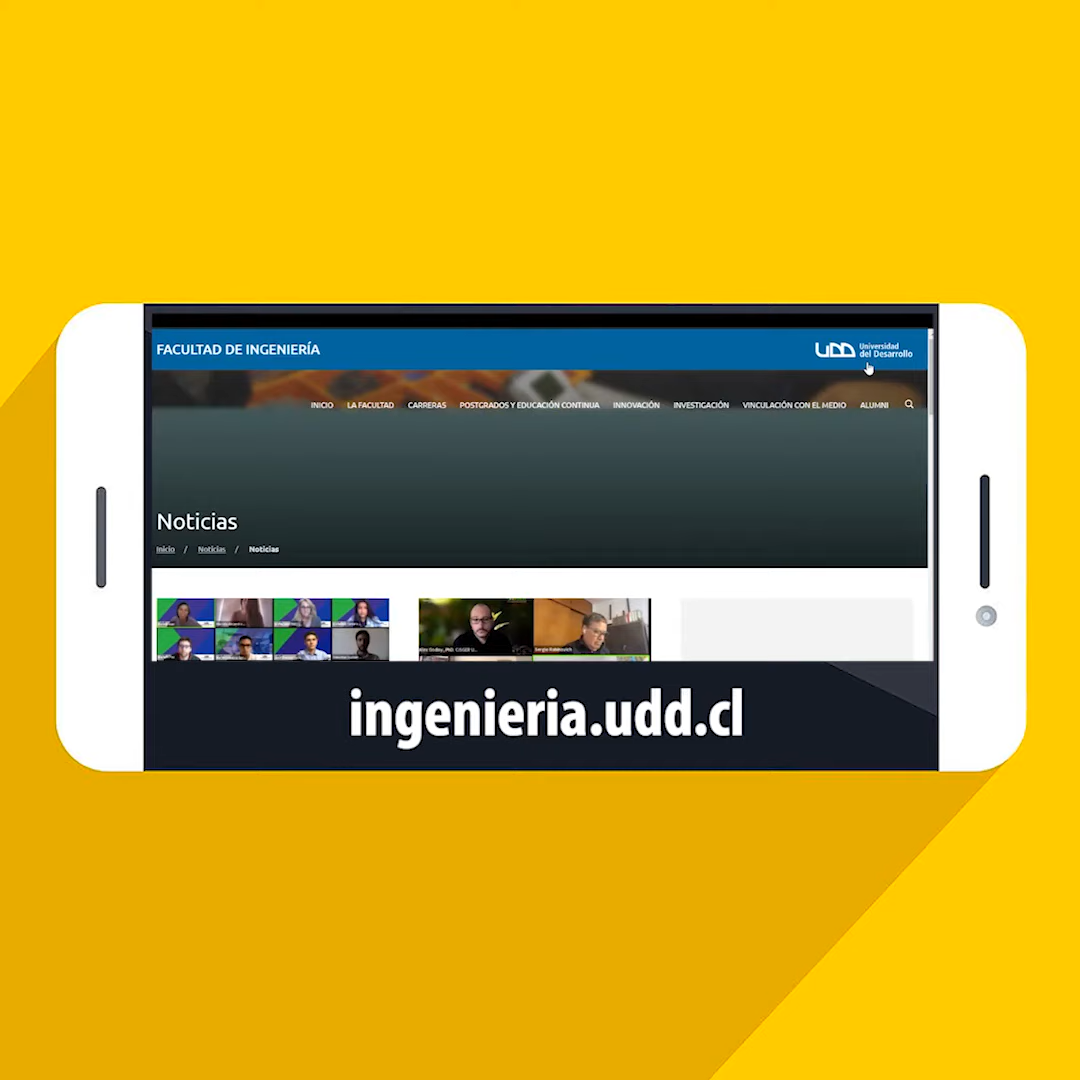 FACULTAD DE INGENIERÍA
UDD Universidad
del Desarrollo
INICIO LA FACULTAD CARRERAS POSTGRADOS Y EDUCACIÓN CONTINUA INNOVACIÓN INVESTIGACIÓN VINCULACIÓN CON EL MEDIO ALUMNI
Noticias
Inicio / Noticias / Noticias
ingenieria.udd.cl